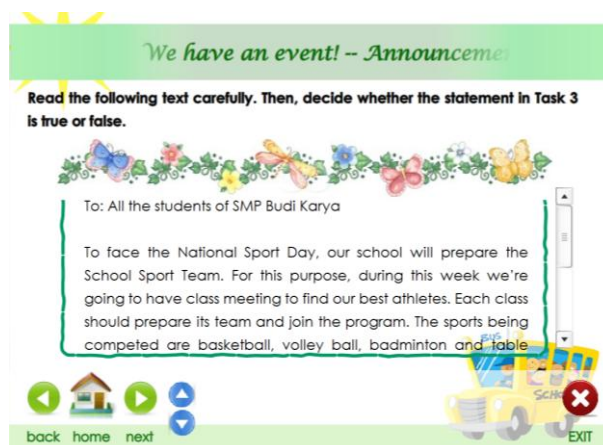 We have an event! -- Announceme
Read the following text carefully. Then, decide whether the statement in Task 3
is true or false.
To: All the students of SMP Budi Karya
To face the National Sport Day, our school will prepare the
School Sport Team. For this purpose, during this week we're
going to have class meeting to find our best athletes. Each class
should prepare its team and join the program. The sports being
competed are basketball, volley ball, badminton and table
BUS
SCHO
back home next
EXIT